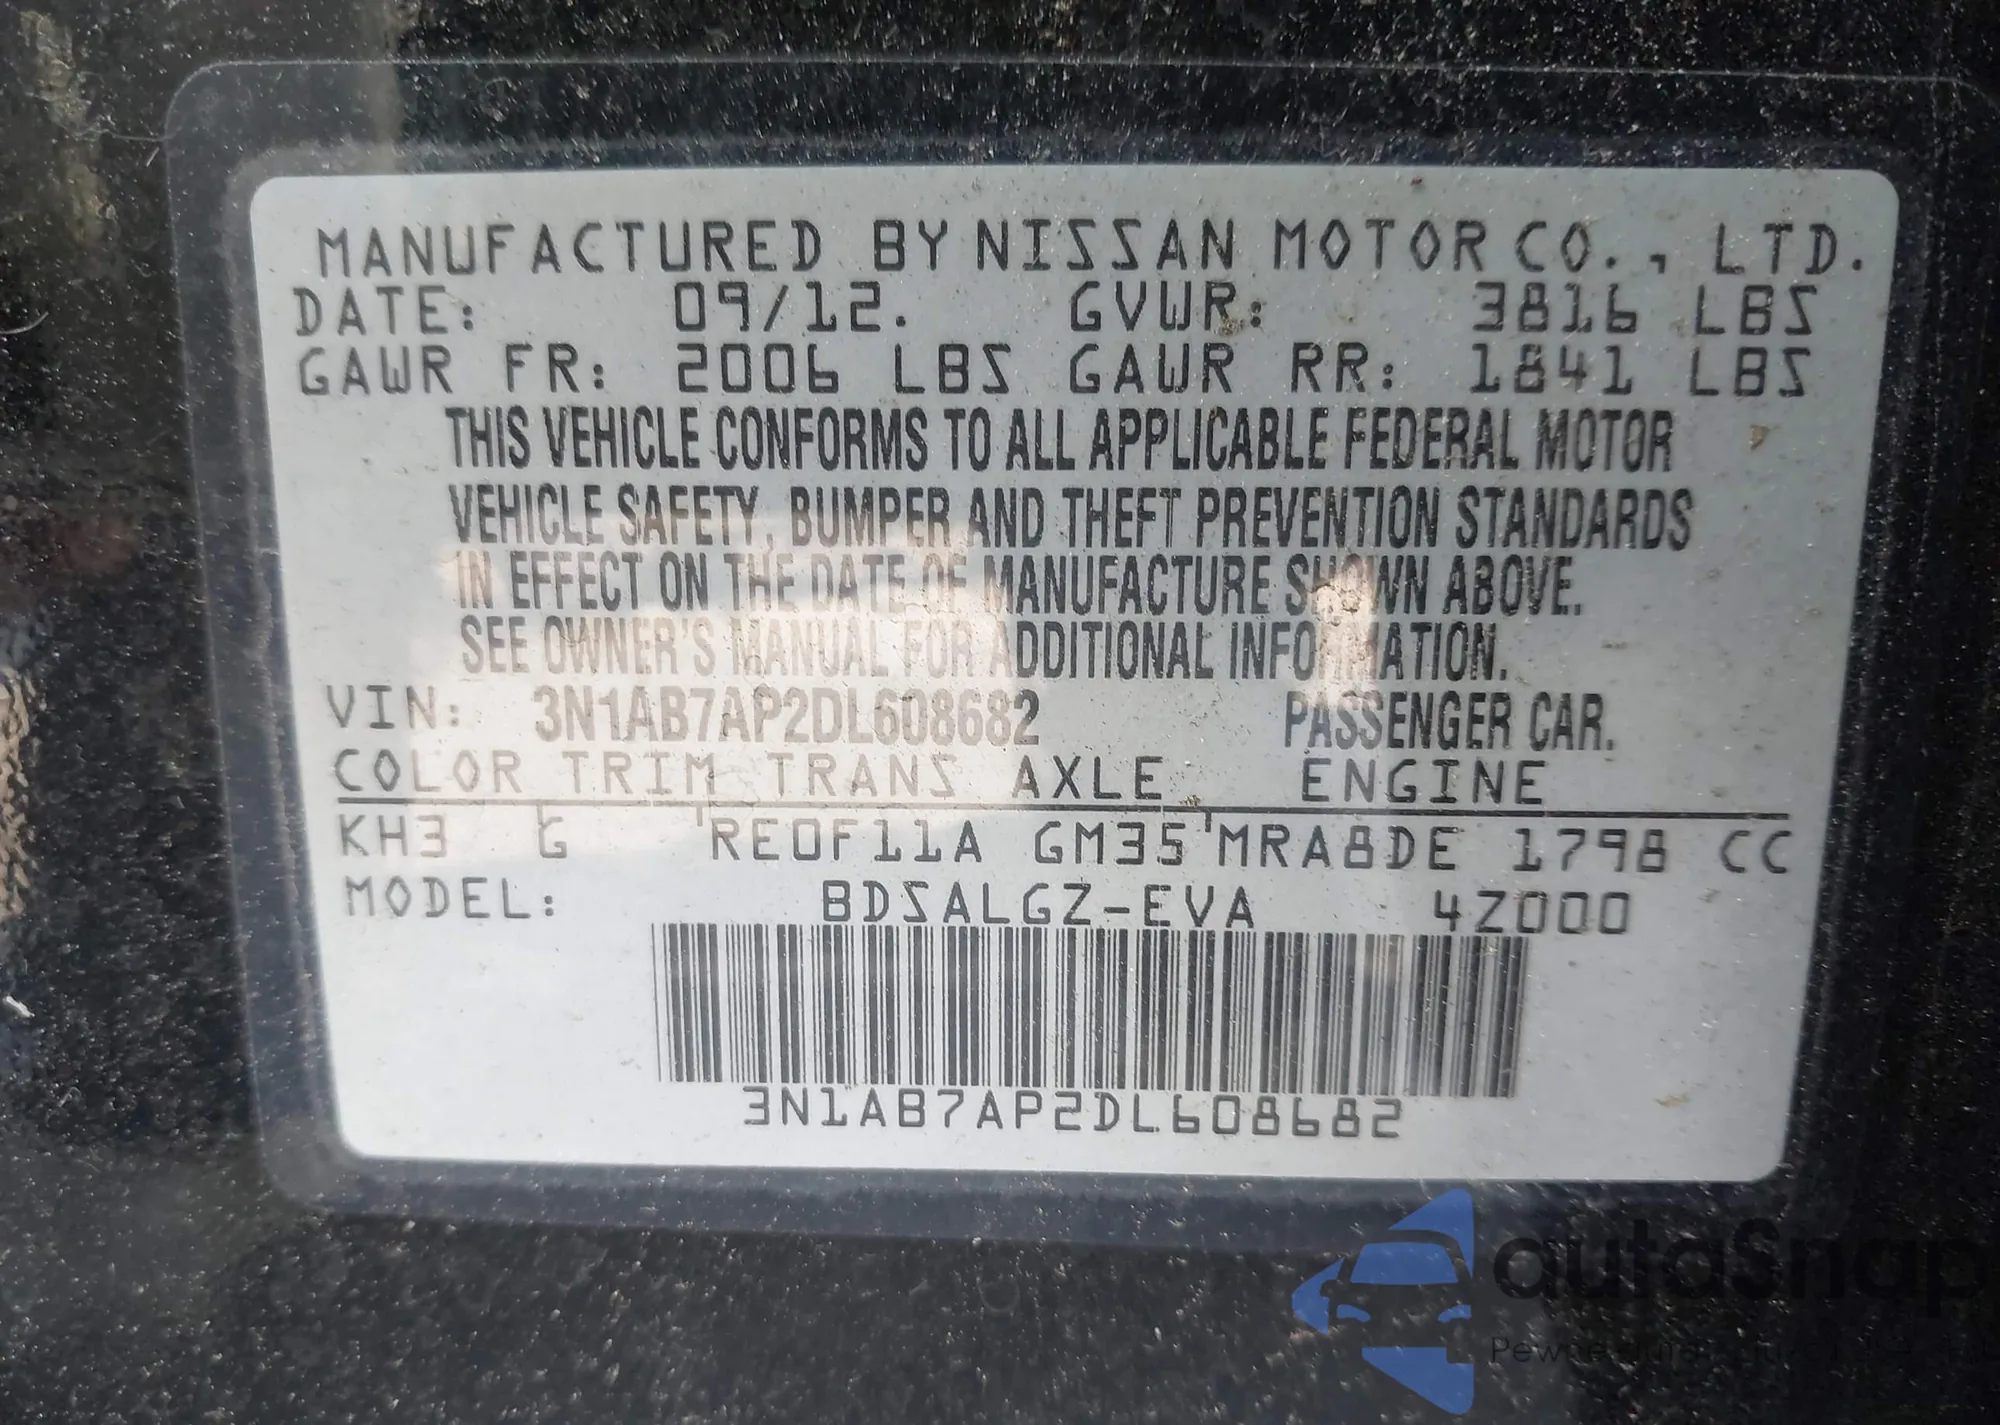 MANUFACTURED BY NISSAN MOTOR CO., LTD.
DATE: 09/12. GVWR: 3816 LBS
GAWR FR: 2006 LBS GAWR RR: 1841 LBS
THIS VEHICLE CONFORMS TO ALL APPLICABLE FEDERAL MOTOR
VEHICLE SAFETY, BUMPER AND THEFT PREVENTION STANDARDS
IN EFFECT ON THE DATE OF MANUFACTURE SHOWN ABOVE.
SEE OWNER'S MANUAL FOR ADDITIONAL INFORMATION.
VIN: 3N1AB7AP2DL608682 PASSENGER CAR.
COLOR TRIM TRANS AXLE ENGINE
KH3 G RE0F11A GM35 MRA8DE 1798 CC
MODEL: BDSALGZ-EVA 4Z000
3N1AB7AP2DL608682
autoSnap